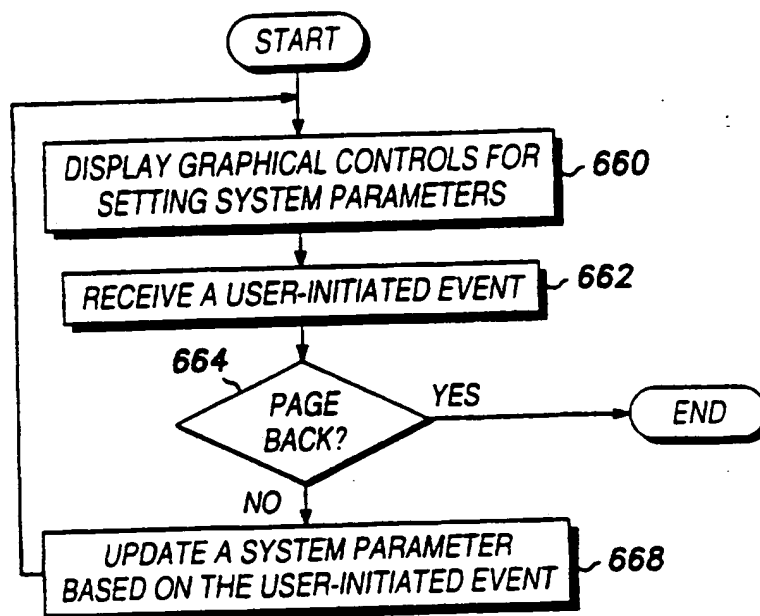 START
DISPLAY GRAPHICAL CONTROLS FOR
SETTING SYSTEM PARAMETERS
660
RECEIVE A USER-INITIATED EVENT
662
664
PAGE
BACK?
YES
END
NO
UPDATE A SYSTEM PARAMETER
BASED ON THE USER-INITIATED EVENT
668